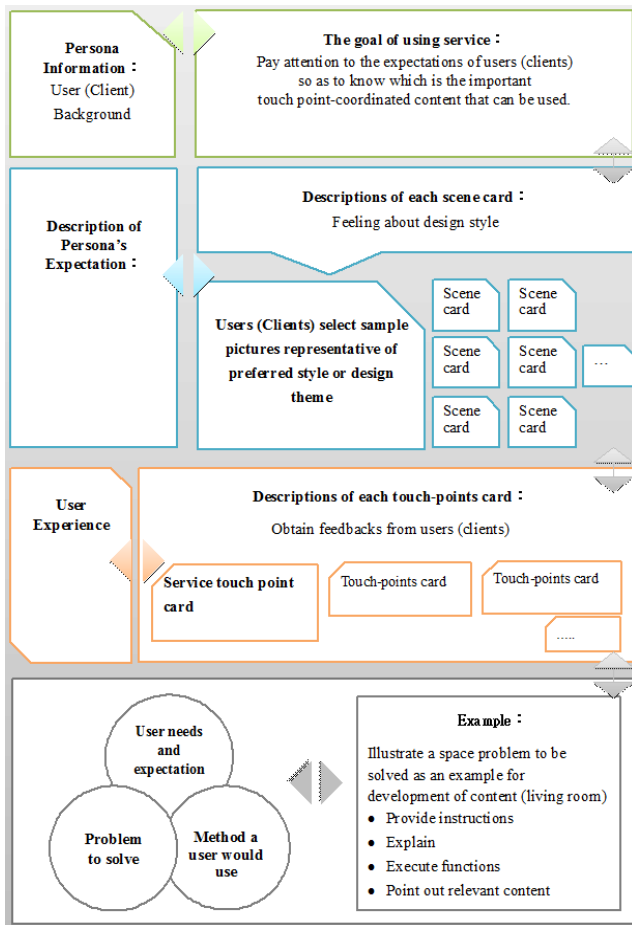 Persona
Information：
User (Client)
Background
The goal of using service：
Pay attention to the expectations of users (clients)
so as to know which is the important
touch point-coordinated content that can be used.
Description of
Persona’s
Expectation：
Descriptions of each scene card：
Feeling about design style
Users (Clients) select sample
pictures representative of
preferred style or design
theme
Scene
card
Scene
card
Scene
card
Scene
card
…
Scene
card
Scene
card
User
Experience
Descriptions of each touch-points card：
Obtain feedbacks from users (clients)
Service touch point
card
Touch-points card
Touch-points card
.....
User needs
and
expectation
Problem
to solve
Method a
user would
use
Example：
Illustrate a space problem to be
solved as an example for
development of content (living room)
● Provide instructions
● Explain
● Execute functions
● Point out relevant content